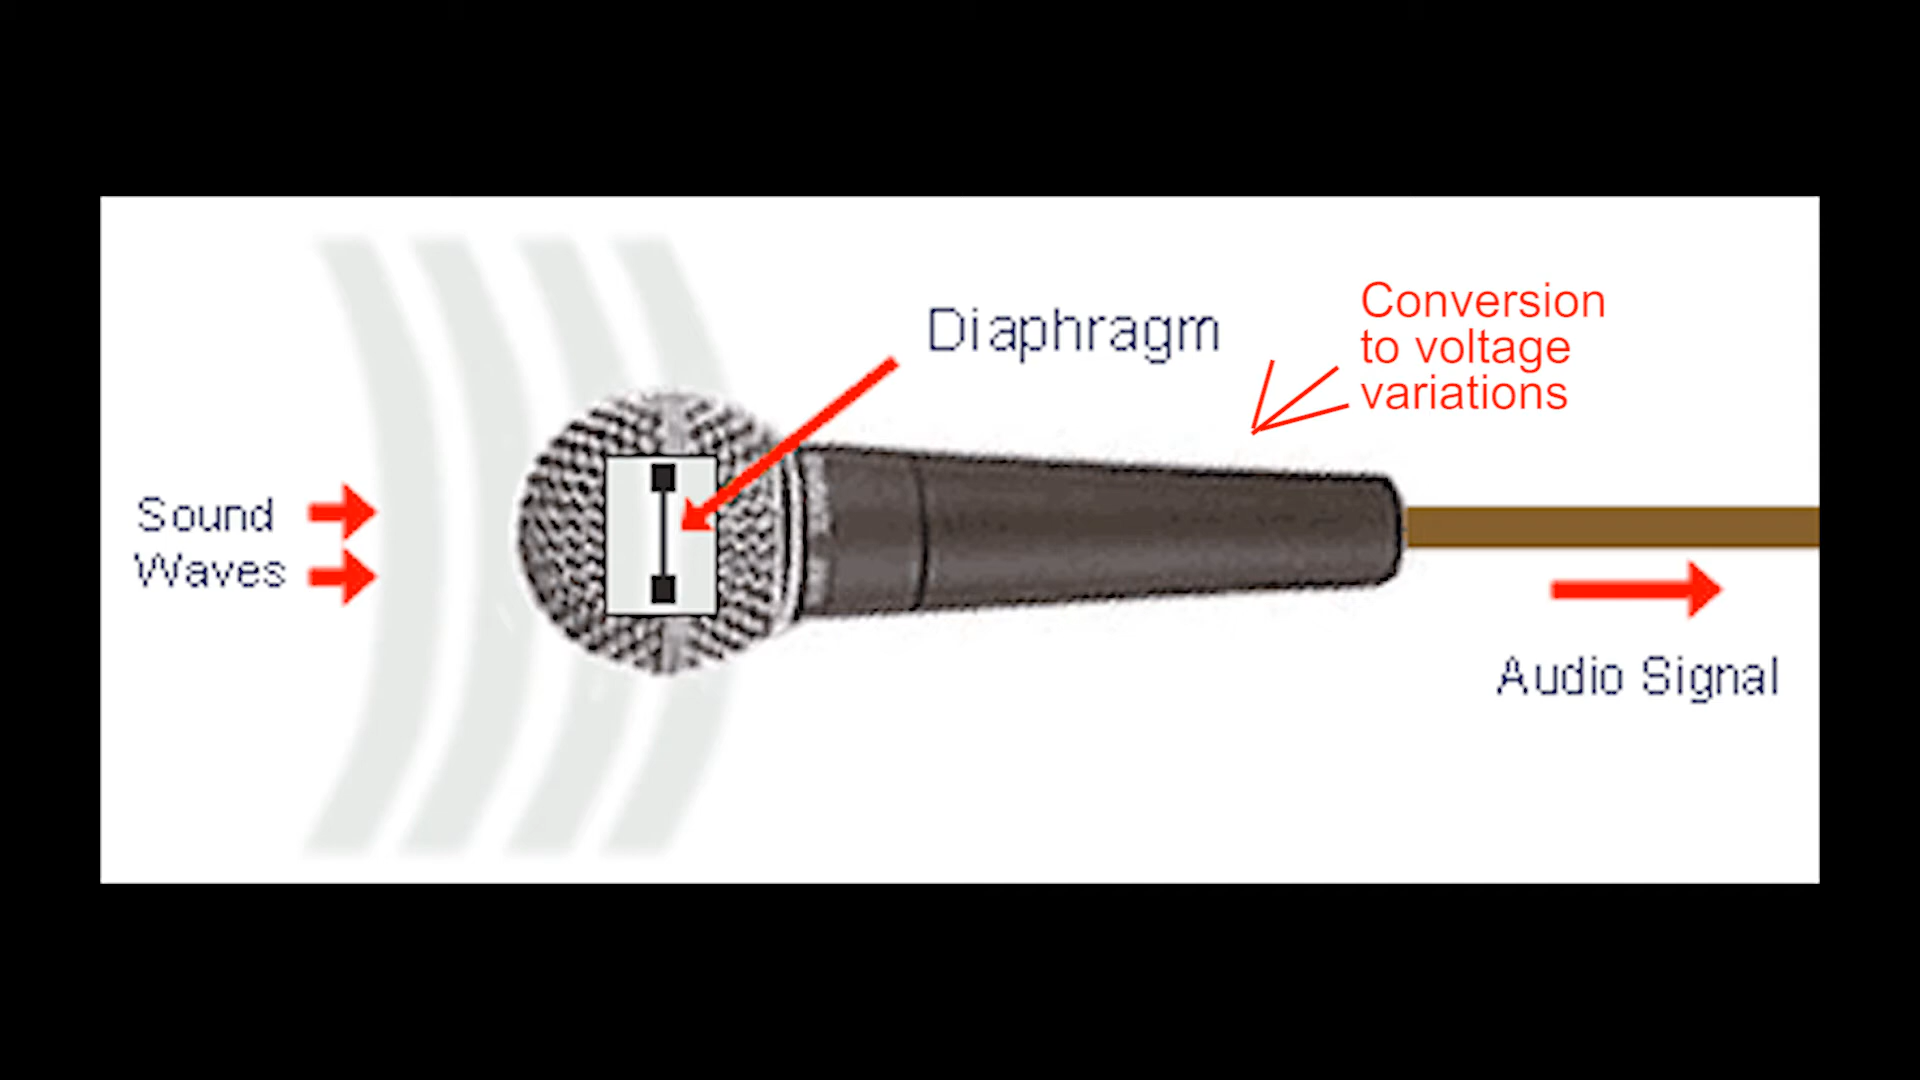 Sound
Waves
Diaphragm
Conversion
to voltage
variations
Audio Signal